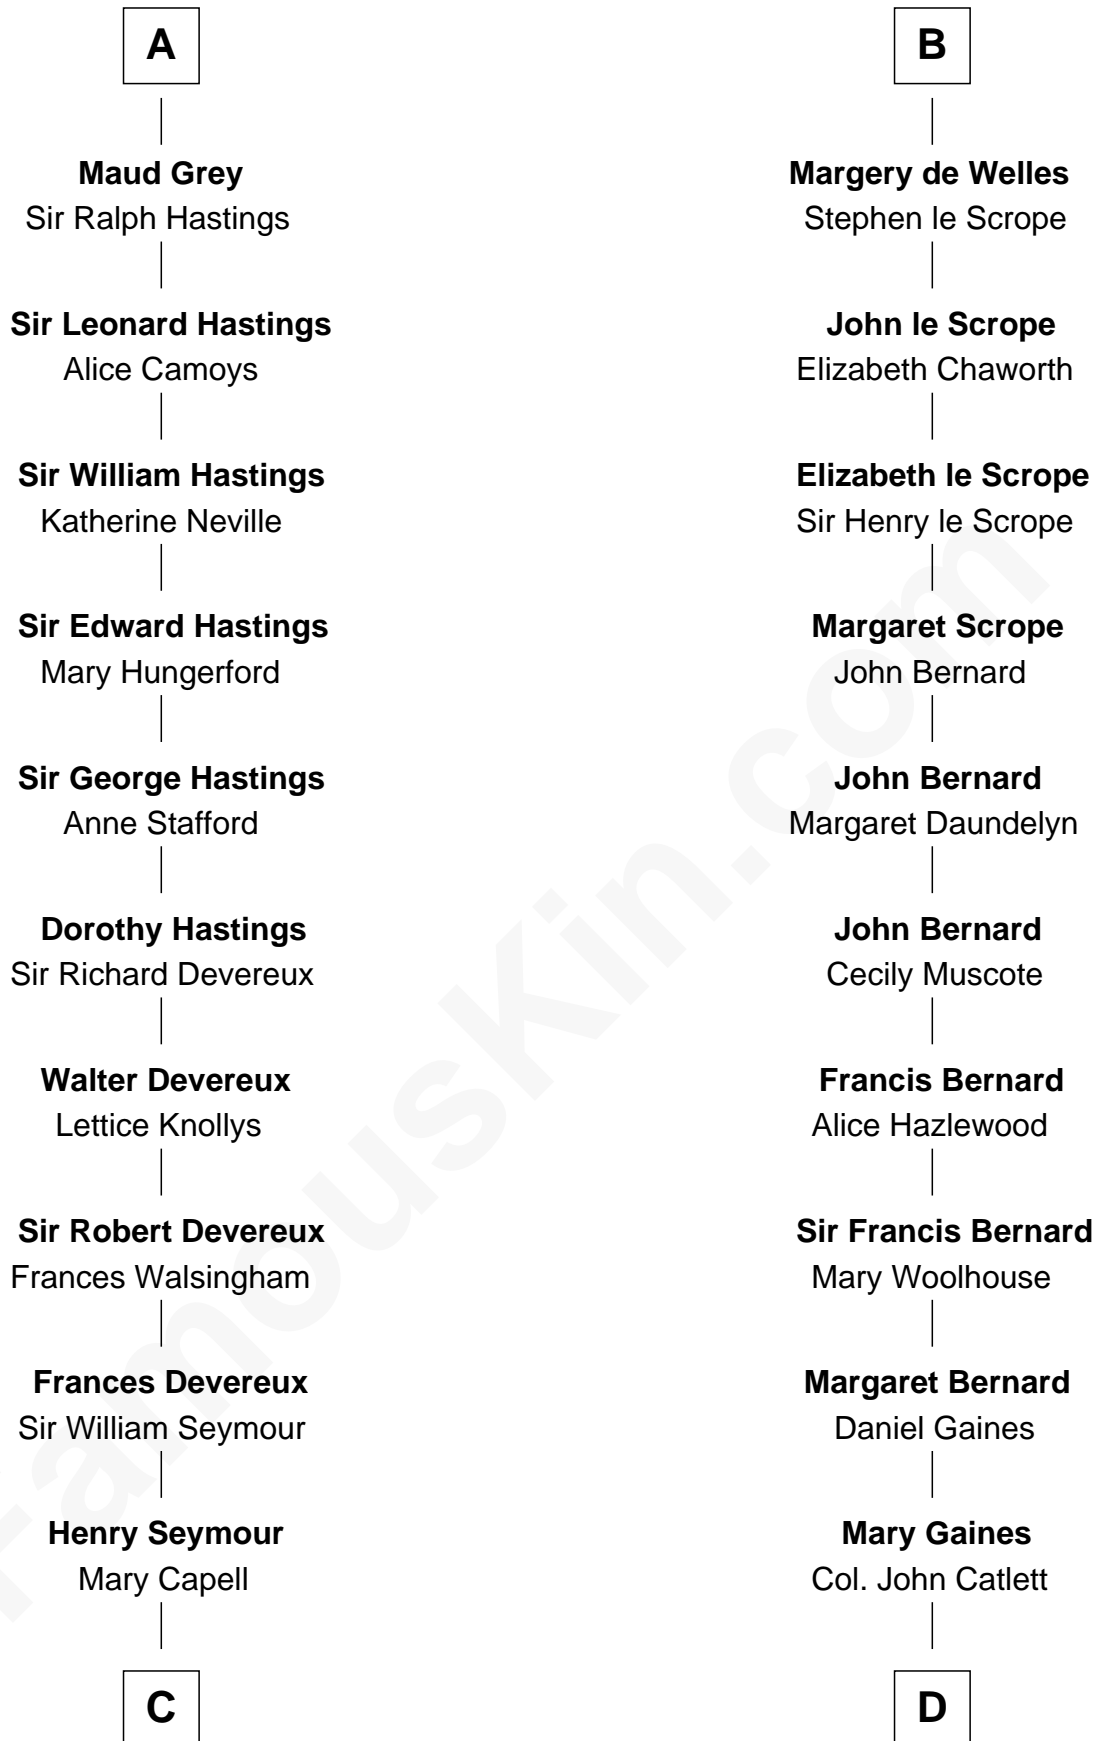 A
Maud Grey
Sir Ralph Hastings
Sir Leonard Hastings
Alice Camoys
Sir William Hastings
Katherine Neville
Sir Edward Hastings
Mary Hungerford
Sir George Hastings
Anne Stafford
Dorothy Hastings
Sir Richard Devereux
Walter Devereux
Lettice Knollys
Sir Robert Devereux
Frances Walsingham
Frances Devereux
Sir William Seymour
Henry Seymour
Mary Capell
C
B
Margery de Welles
Stephen le Scrope
John le Scrope
Elizabeth Chaworth
Elizabeth le Scrope
Sir Henry le Scrope
Margaret Scrope
John Bernard
John Bernard
Margaret Daundelyn
John Bernard
Cecily Muscote
Francis Bernard
Alice Hazlewood
Sir Francis Bernard
Mary Woolhouse
Margaret Bernard
Daniel Gaines
Mary Gaines
Col. John Catlett
D
FamousKin.com